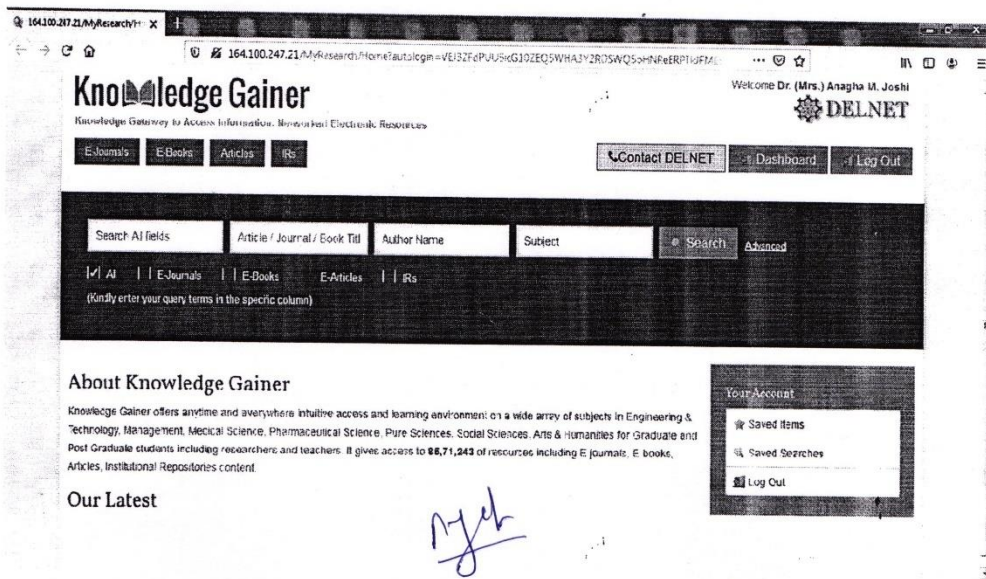 164.100.247.21/MyResearch/H
164.100.247.21/MyResearch/Home?autologin=
Knowledge Gainer
Welcome Dr. (Mrs.) Anagha M. Joshi
DELNET
Knowledge Gateway to Access Information, Networked Electronic Resources
E-Journals E-Books Articles IRs
Contact DELNET Dashboard Log Out
Search All fields Article / Journal / Book Titl Author Name Subject Search Advanced
All E-Journals E-Books E-Articles IRs
(Kindly enter your query terms in the specific column)
About Knowledge Gainer
Knowledge Gainer offers anytime and everywhere intuitive access and learning environment on a wide array of subjects in Engineering &
Technology, Management, Medical Science, Pharmaceutical Science, Pure Sciences, Social Sciences, Arts & Humanities for Graduate and
Post Graduate students including researchers and teachers. It gives access to 86,71,243 of resources including E journals, E books,
Articles, Institutional Repositories content.
Our Latest
Your Account
Saved Items
Saved Searches
Log Out